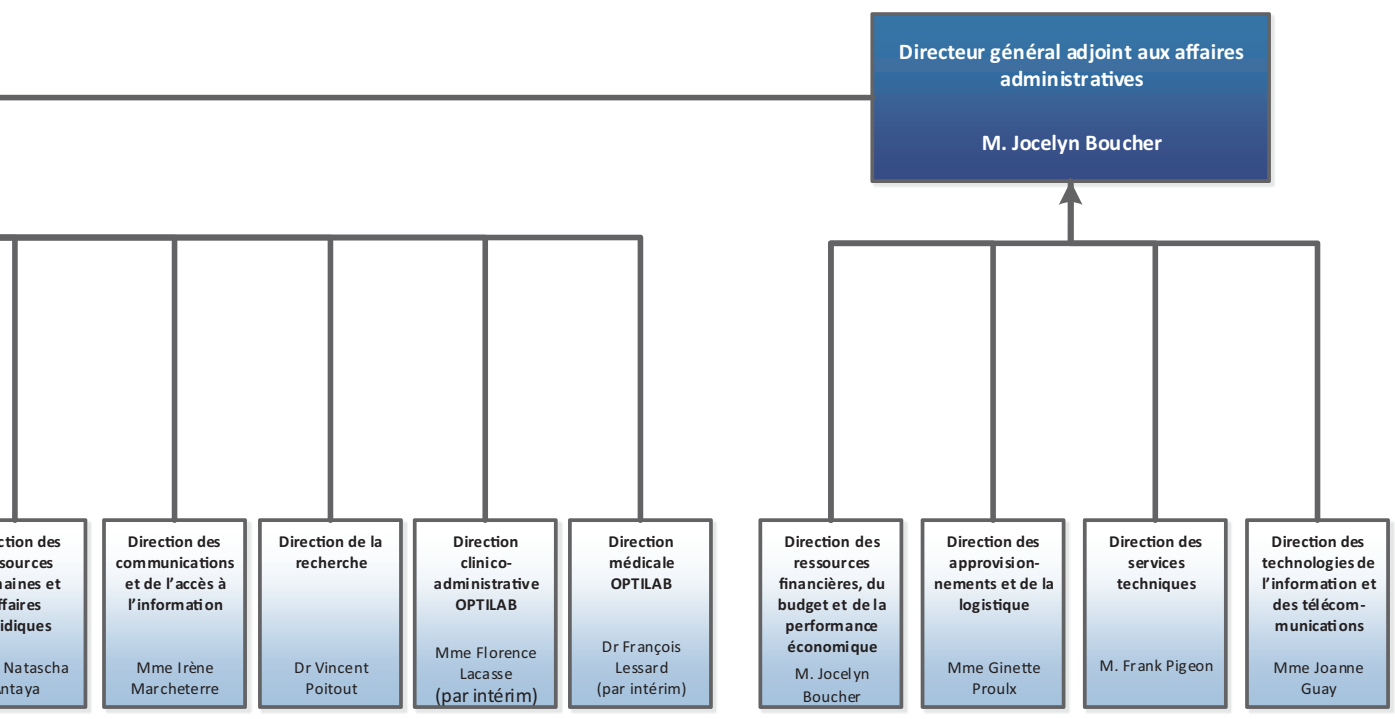 Directeur général adjoint aux affaires
administratives
M. Jocelyn Boucher
des
et
Natascha
Direction des
communications
et de l'accès à
l'information
Mme Irène
Marcheterre
Direction de la
recherche
Dr Vincent
Poitout
Direction
clinico-
administrative
OPTILAB
Mme Florence
Lacasse
(par intérim)
Direction
médicale
OPTILAB
Dr François
Lessard
(par intérim)
Direction des
ressources
financières, du
budget et de la
performance
économique
M. Jocelyn
Boucher
Direction des
approvision-
nements et de la
logistique
Mme Ginette
Proulx
Direction des
services
techniques
M. Frank Pigeon
Direction des
technologies de
l'information et
des télécom-
munications
Mme Joanne
Guay